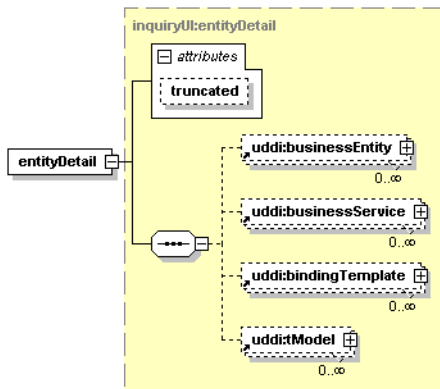 inquiryUI:entityDetail
attributes
truncated
entityDetail
uddi:businessEntity
0..∞
uddi:businessService
0..∞
uddi:bindingTemplate
0..∞
uddi:tModel
0..∞